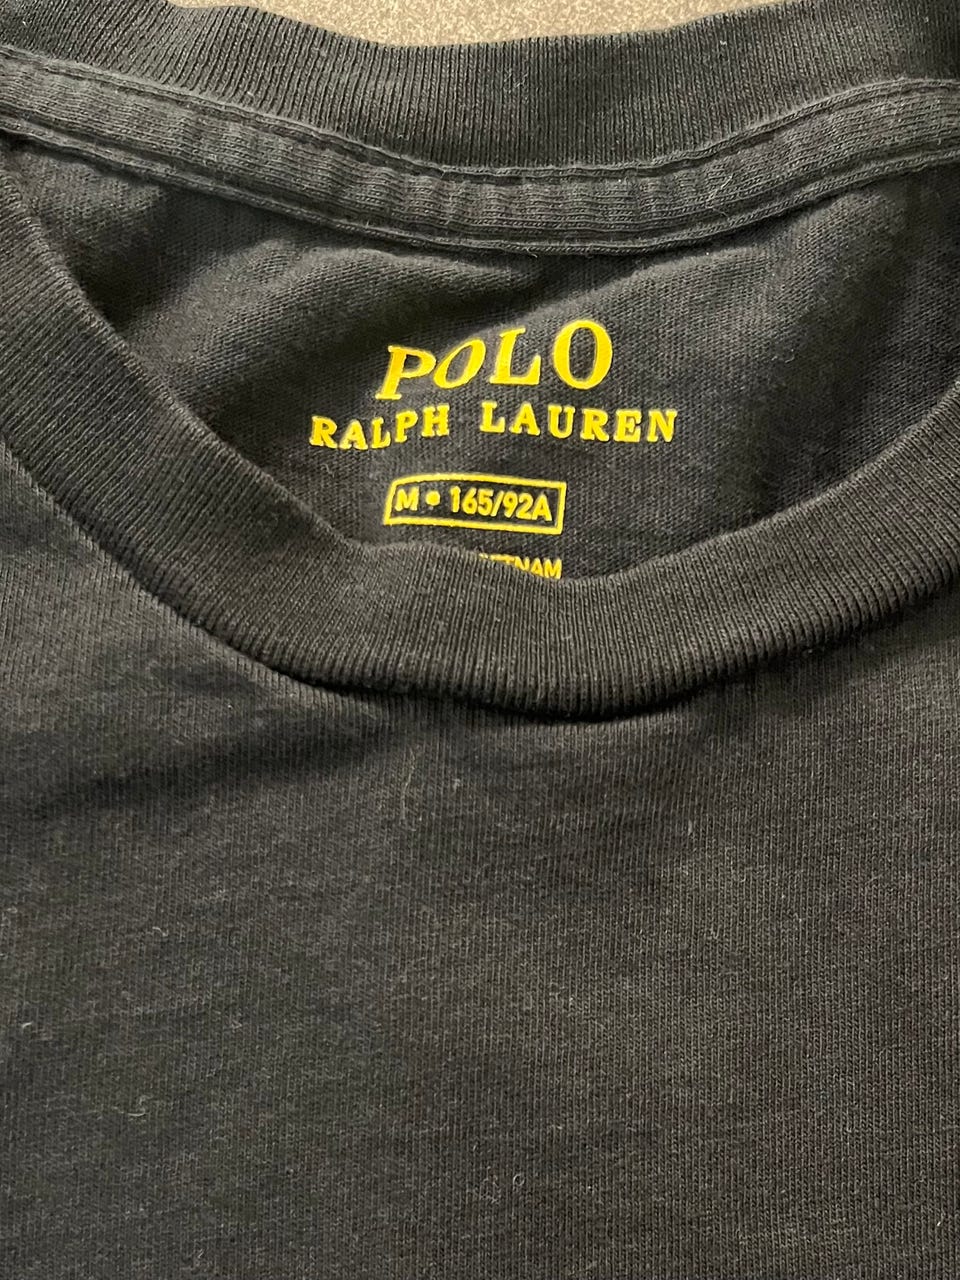 POLO
RALPH LAUREN
M • 165/92A